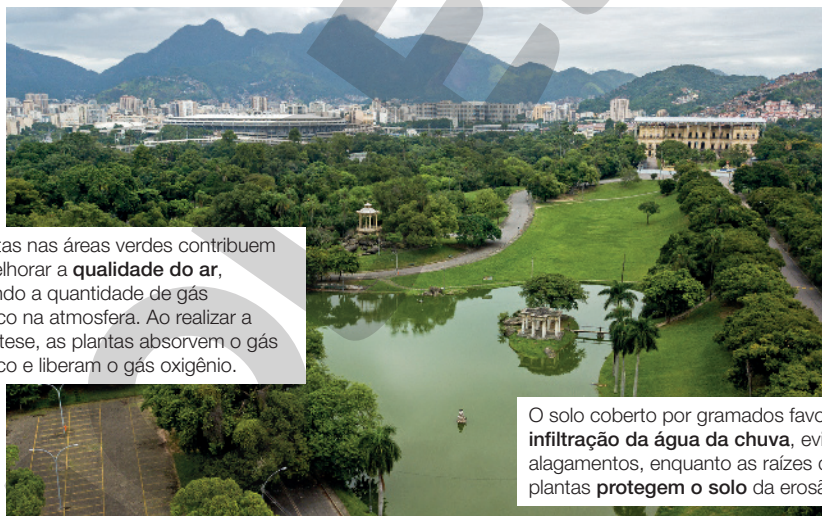 tas nas áreas verdes contribuem
elhorar a qualidade do ar,
ndo a quantidade de gás
co na atmosfera. Ao realizar a
tese, as plantas absorvem o gás
co e liberam o gás oxigênio.
O solo coberto por gramados favo
infiltração da água da chuva, evi
alagamentos, enquanto as raízes d
plantas protegem o solo da erosã